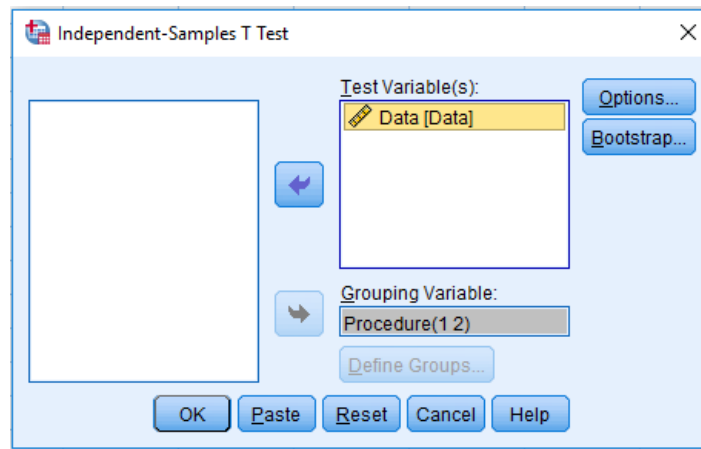 Independent-Samples T Test
Test Variable(s):
Data [Data]
Options...
Bootstrap...
Grouping Variable:
Procedure(1 2)
Define Groups...
OK Paste Reset Cancel Help